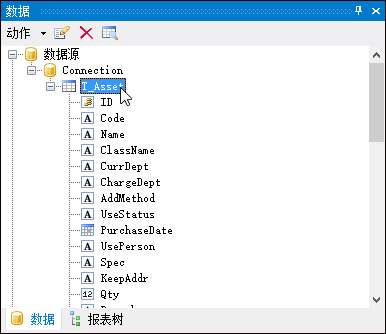 数据
动作
数据源
Connection
T_Asset
ID
Code
Name
ClassName
CurrDept
ChargeDept
AddMethod
UseStatus
PurchaseDate
UsePerson
Spec
KeepAddr
12 Qty
数据 报表树